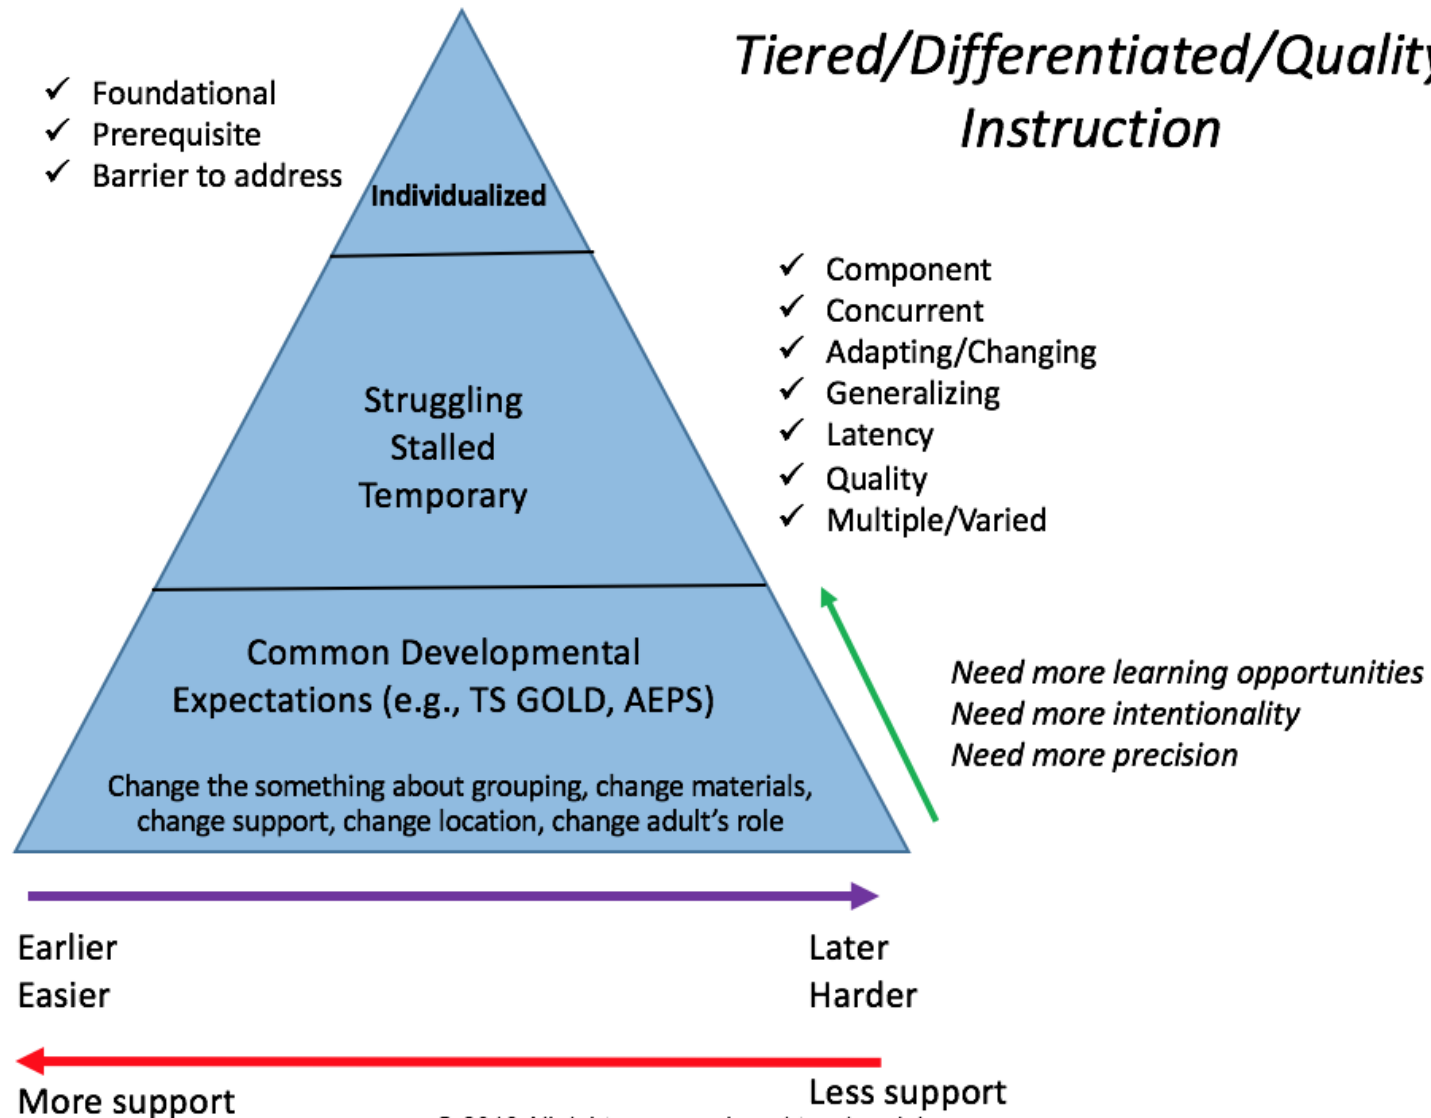 Tiered/Differentiated/Quality
Instruction
✓ Foundational
✓ Prerequisite
✓ Barrier to address
Individualized
✓ Component
✓ Concurrent
✓ Adapting/Changing
✓ Generalizing
✓ Latency
✓ Quality
✓ Multiple/Varied
Struggling
Stalled
Temporary
Common Developmental
Expectations (e.g., TS GOLD, AEPS)
Change the something about grouping, change materials,
change support, change location, change adult's role
Need more learning opportunities
Need more intentionality
Need more precision
Earlier
Easier
Later
Harder
More support
Less support